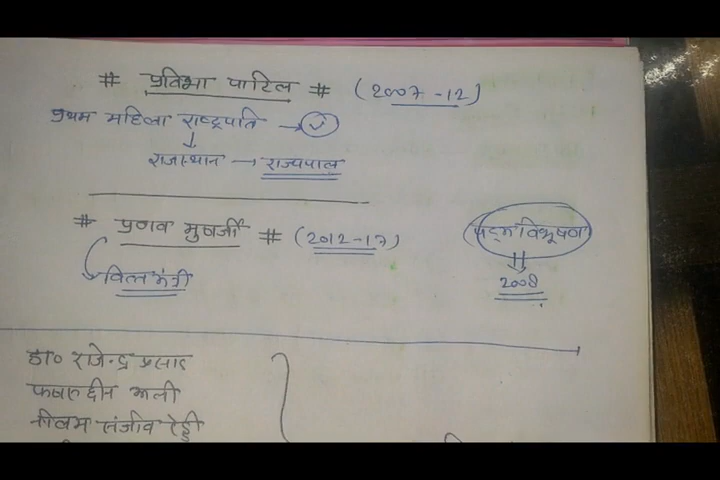 # प्रतिभा पाटिल # (2007-12)
प्रथम महिला राष्ट्रपति →
↓
राजस्थान → राज्यपाल
# प्रणव मुखर्जी # (2012-17)
पद्म विभूषण
वित्त मंत्री
2008
डा० राजेन्द्र प्रसाद
फखरुद्दीन अली
नीलम संजीव रेड्डी